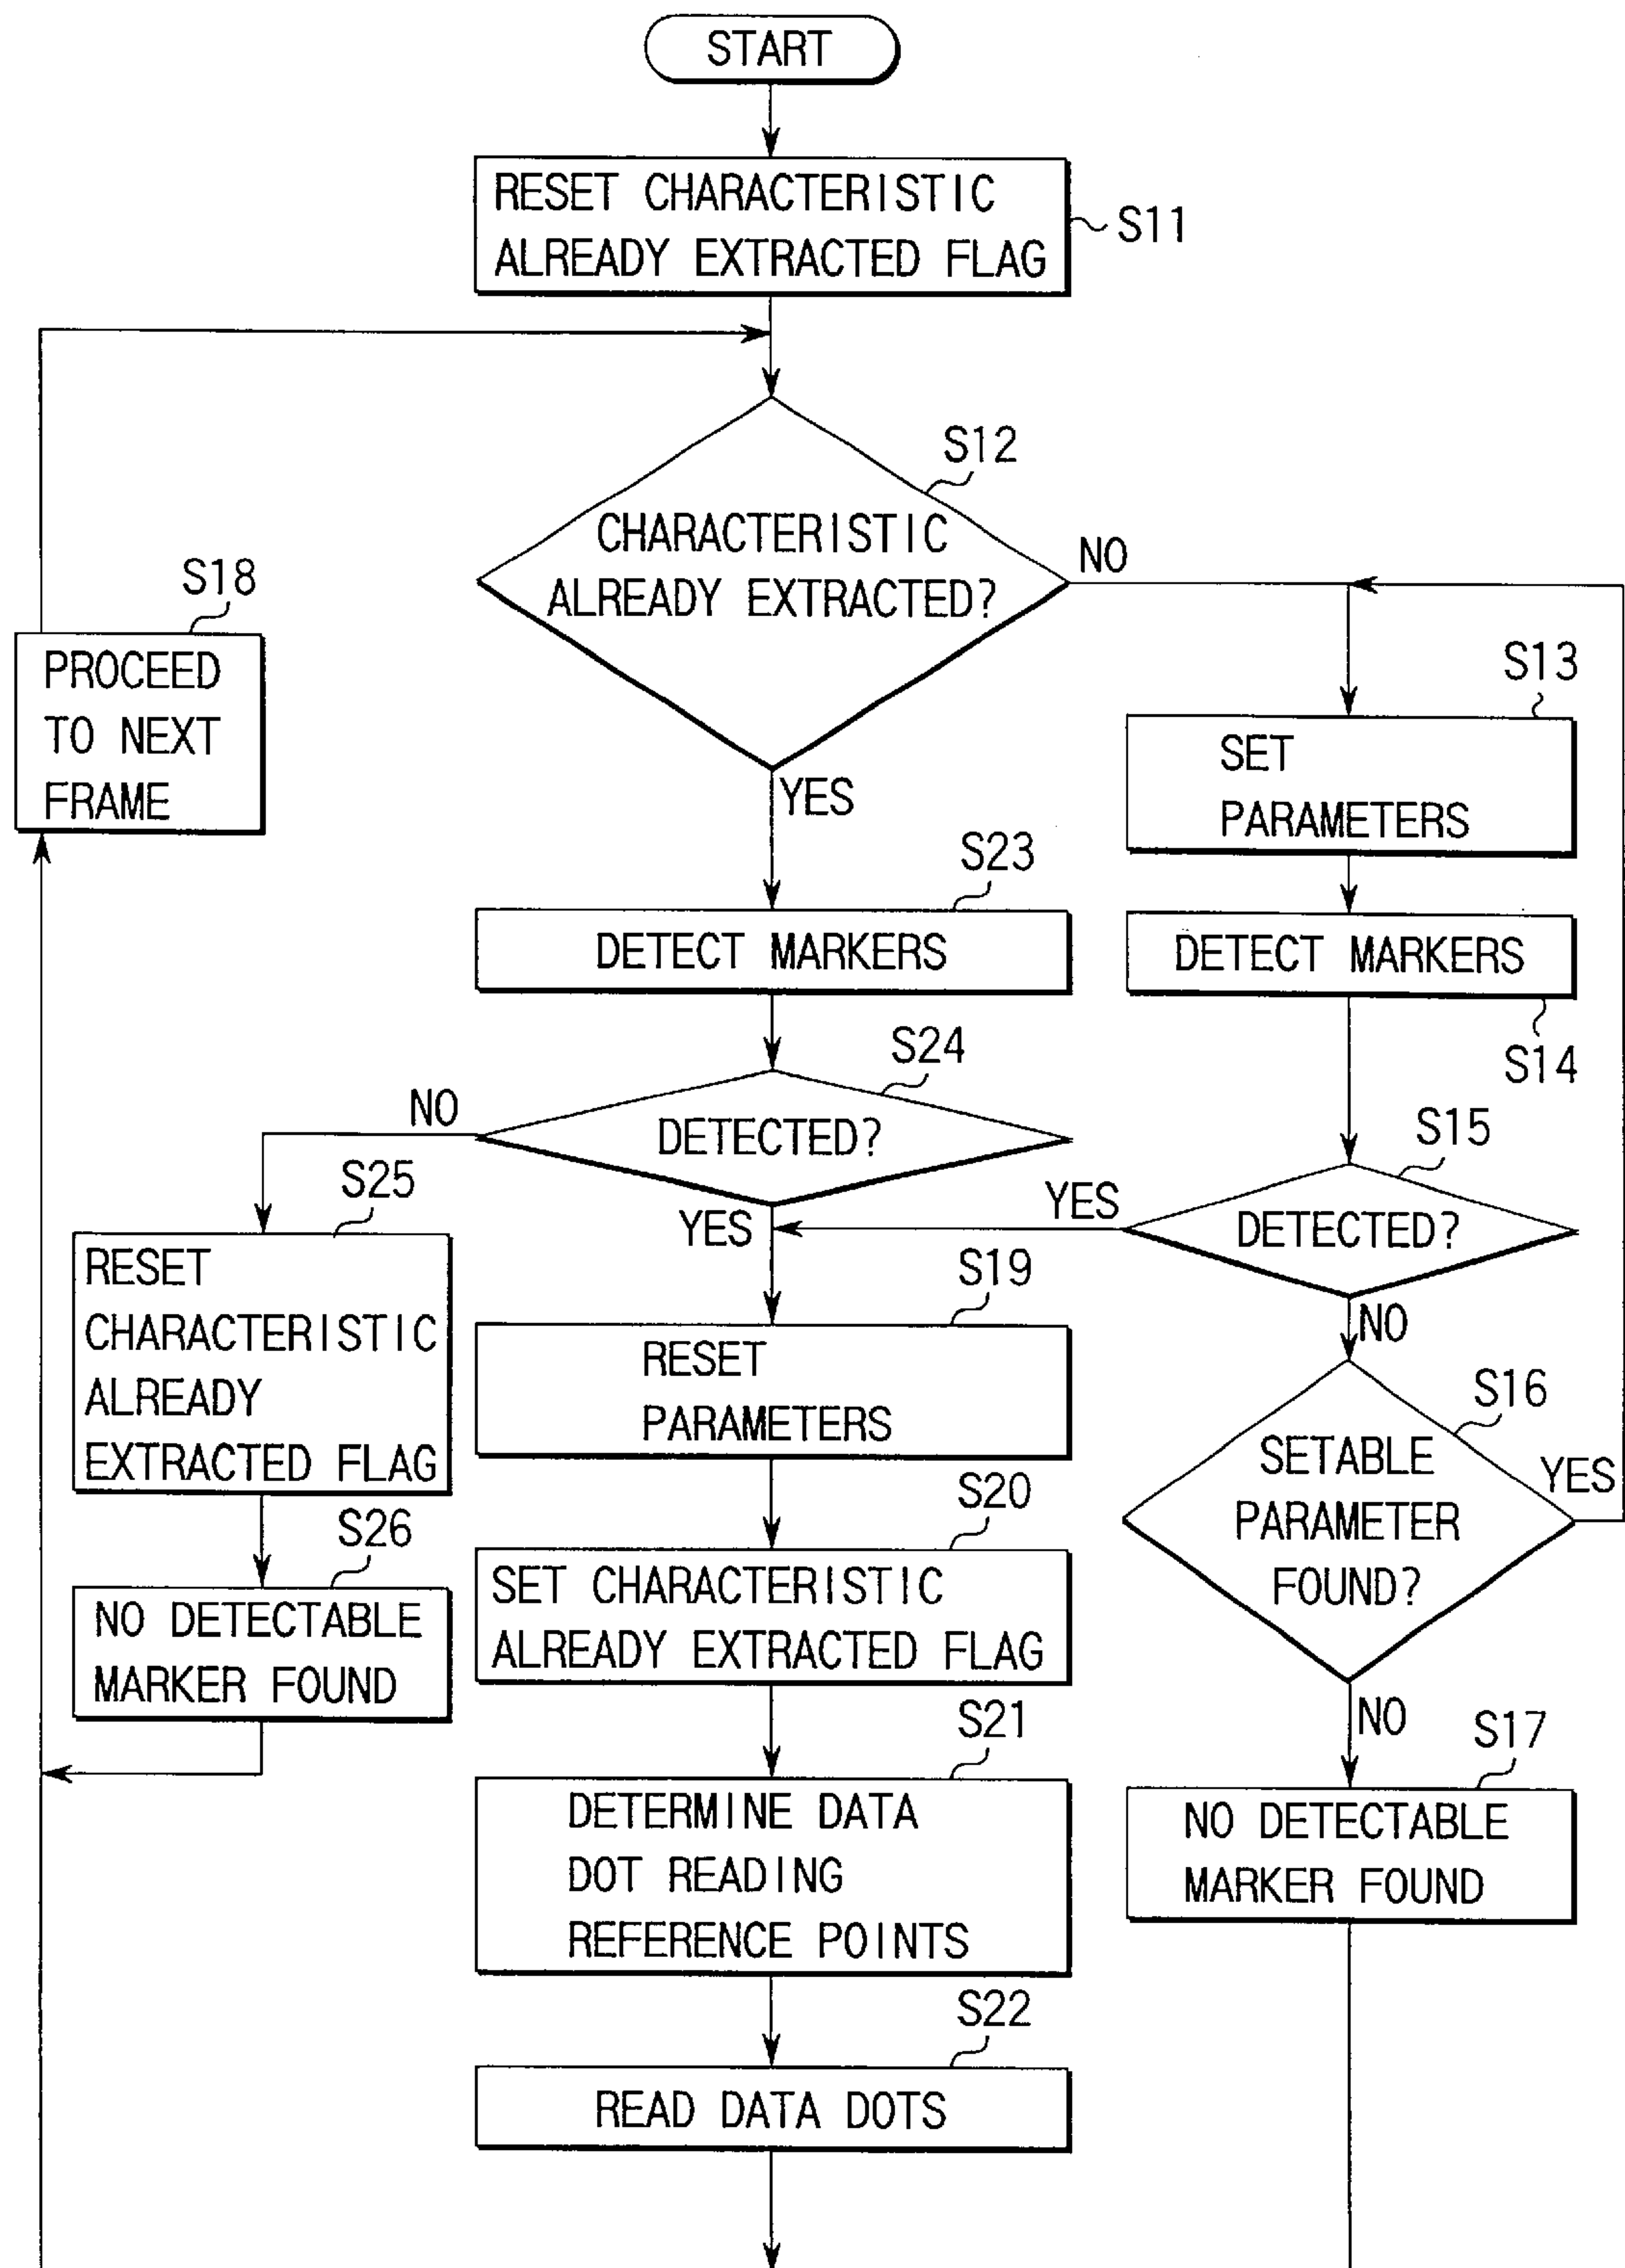 START
RESET CHARACTERISTIC
ALREADY EXTRACTED FLAG
S11
S12
CHARACTERISTIC
ALREADY EXTRACTED?
NO
YES
S18
PROCEED
TO NEXT
FRAME
S13
SET
PARAMETERS
S23
DETECT MARKERS
DETECT MARKERS
S14
S24
DETECTED?
NO
YES
S15
DETECTED?
YES
NO
S25
RESET
CHARACTERISTIC
ALREADY
EXTRACTED FLAG
S19
RESET
PARAMETERS
S16
SETABLE
PARAMETER
FOUND?
YES
NO
S26
NO DETECTABLE
MARKER FOUND
S20
SET CHARACTERISTIC
ALREADY EXTRACTED FLAG
S21
DETERMINE DATA
DOT READING
REFERENCE POINTS
S17
NO DETECTABLE
MARKER FOUND
S22
READ DATA DOTS